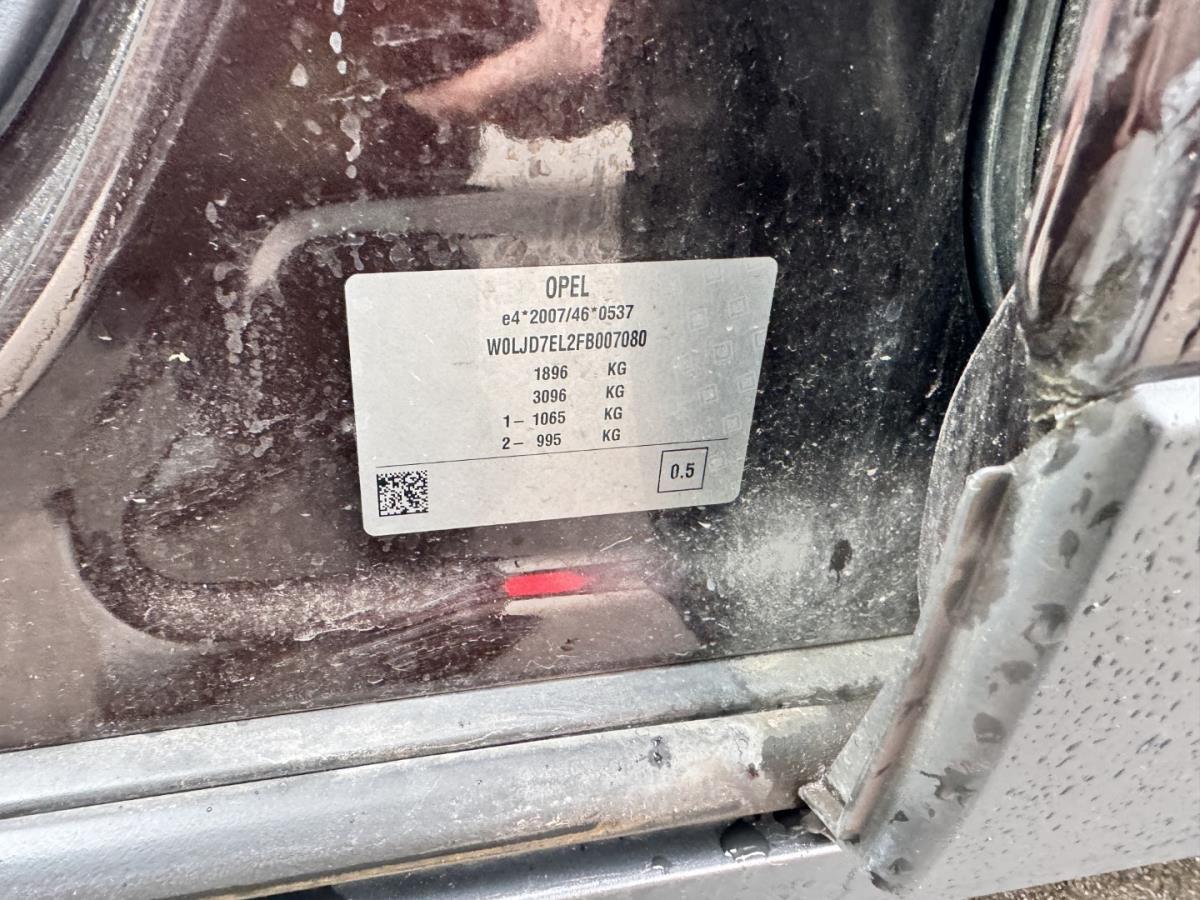 OPEL
e4*2007/46*0537
W0LJD7EL2FB007080
1896 KG
3096 KG
1– 1065 KG
2– 995 KG
0.5